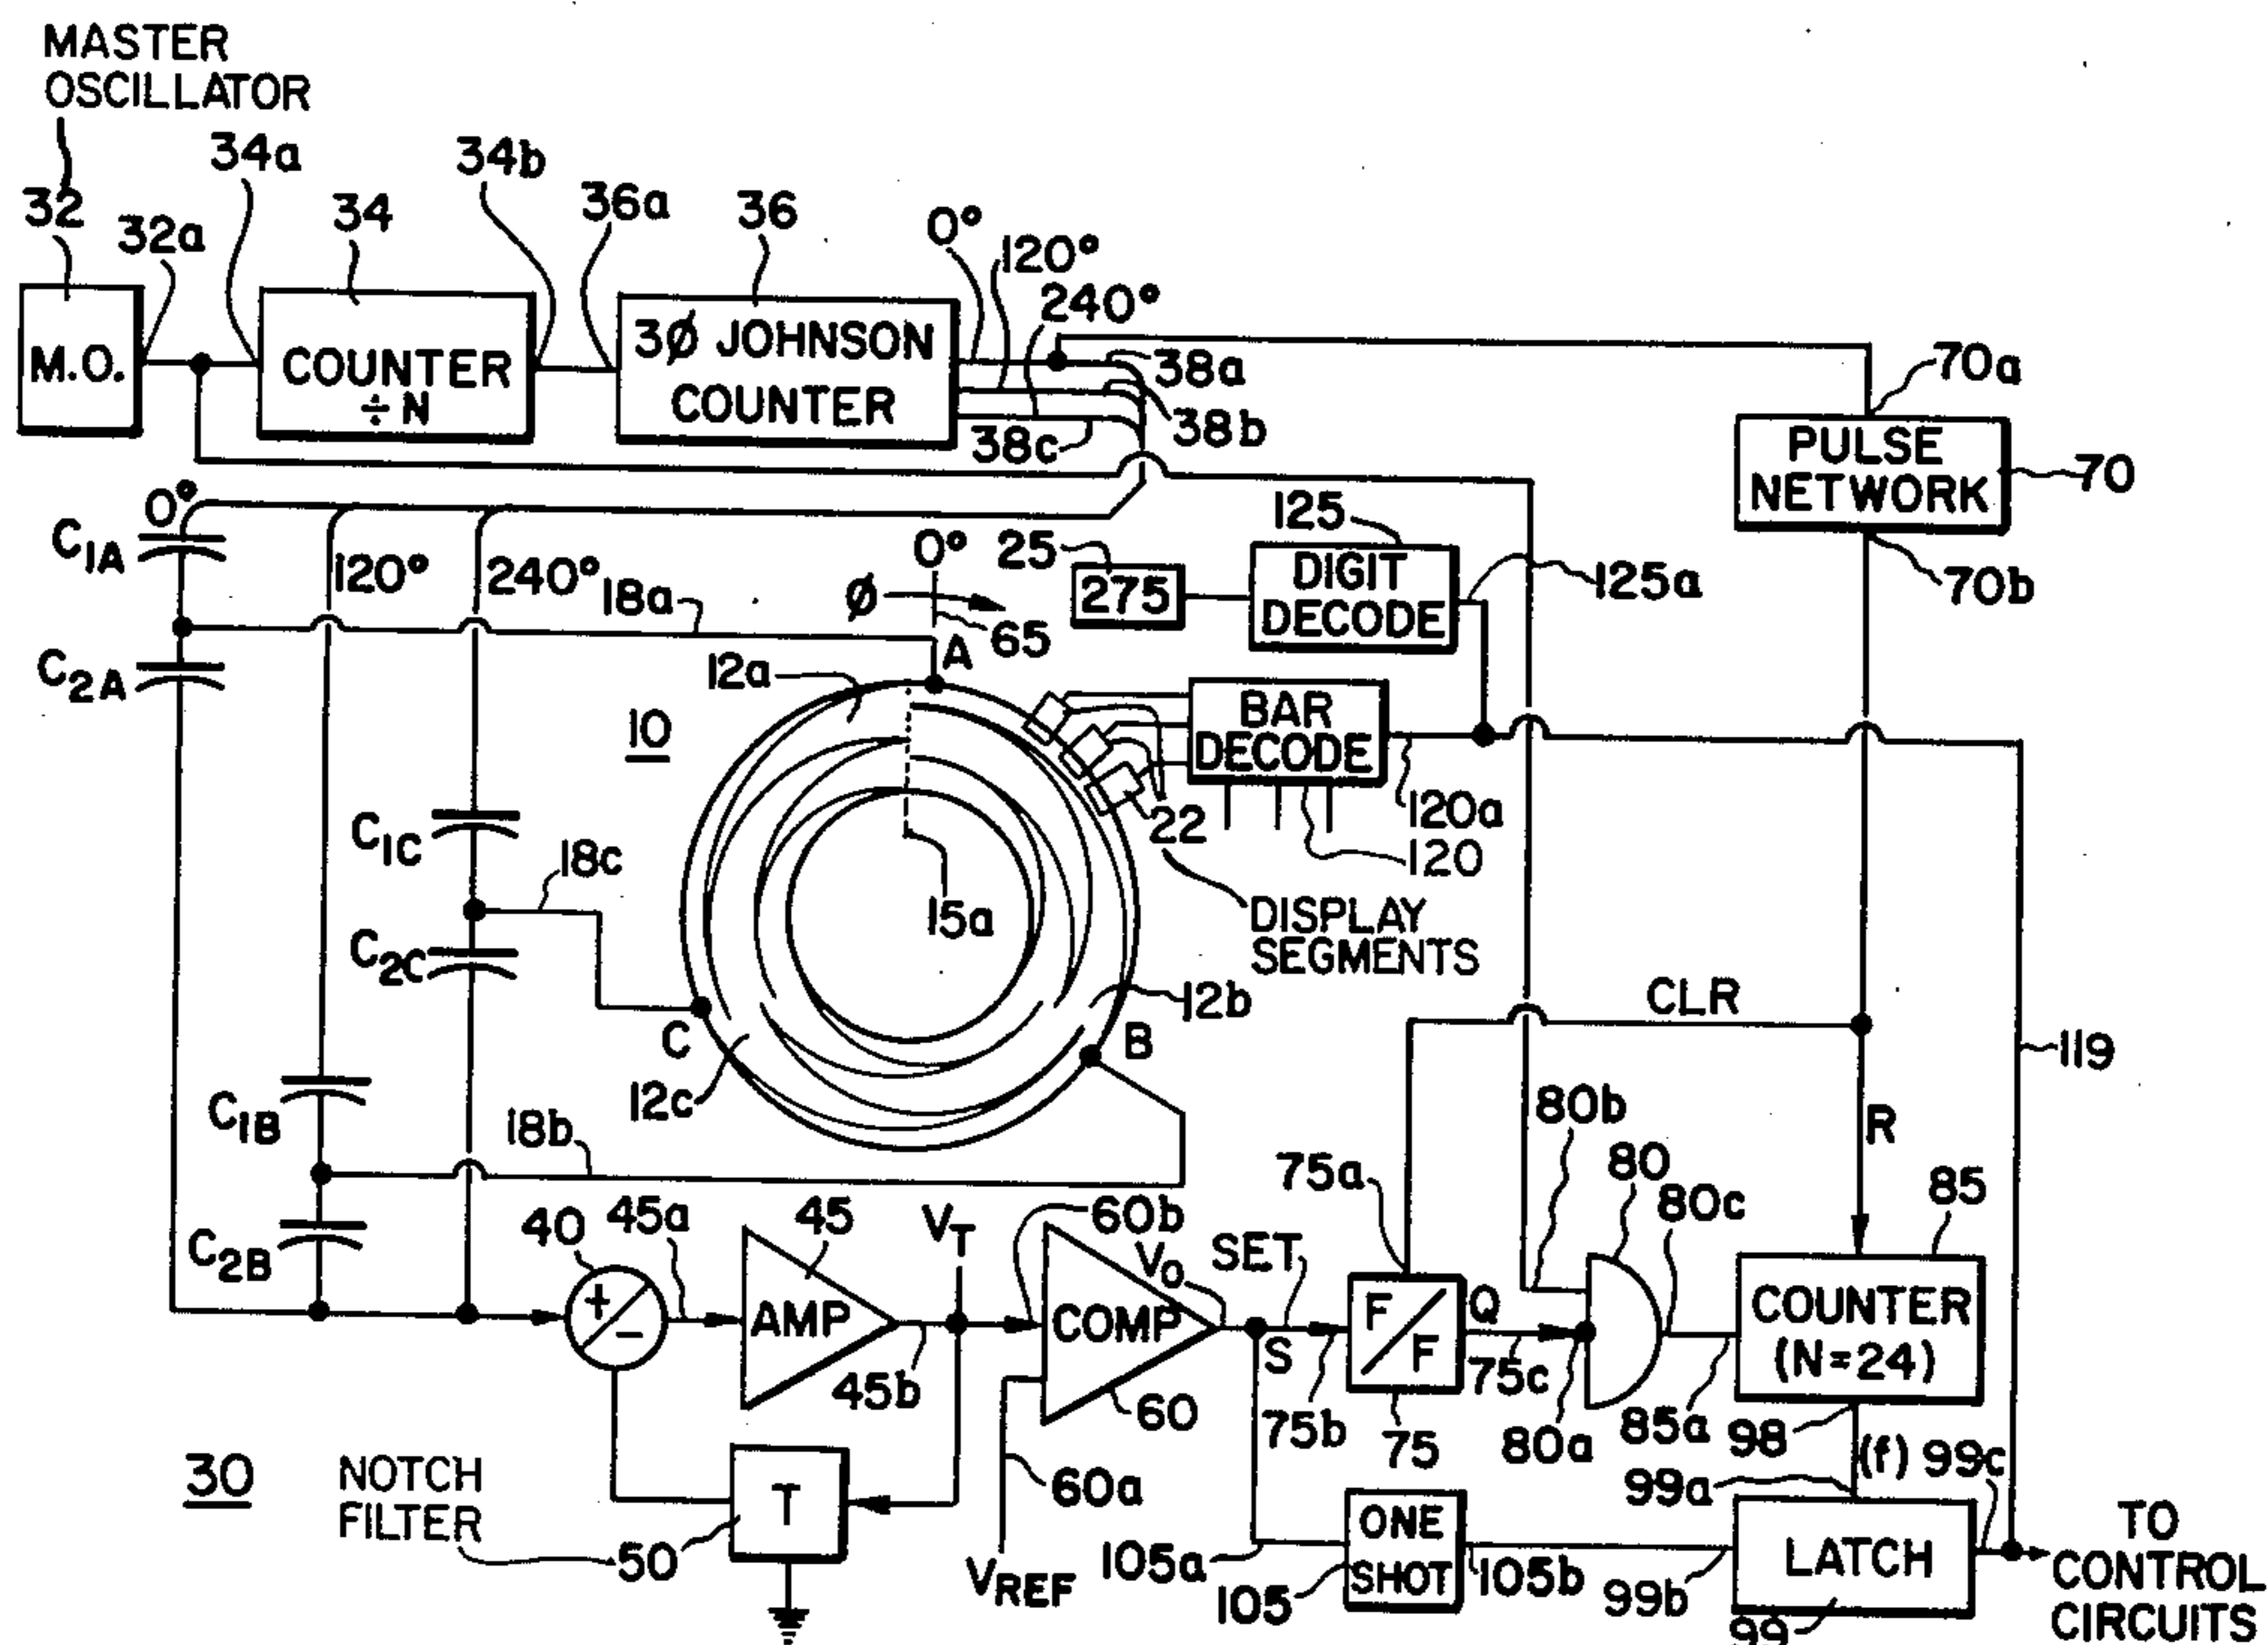 MASTER
OSCILLATOR
32
32a
34a
34
34b
36a
36
0°
120°
240°
M.O.
COUNTER
÷N
3Ø JOHNSON
COUNTER
38a
38b
38c
70a
PULSE
NETWORK
70
70b
C1A
0°
120°
240°
C2A
18a
Ø
0°
65
A
25
275
125
DIGIT
DECODE
125a
12a
10
BAR
DECODE
120a
120
22
DISPLAY
SEGMENTS
15a
C1C
18c
C2C
C
12c
12b
B
CLR
119
R
C1B
18b
C2B
40
+
-
45a
45
AMP
45b
VT
60b
COMP
VO
60
60a
VREF
SET
S
75a
75b
F/F
75
Q
75c
80b
80
80c
80a
85
COUNTER
(N=24)
85a
98
(f)
99a
99c
30
NOTCH
FILTER
50
T
105a
105
ONE
SHOT
105b
99b
LATCH
99
TO
CONTROL
CIRCUITS